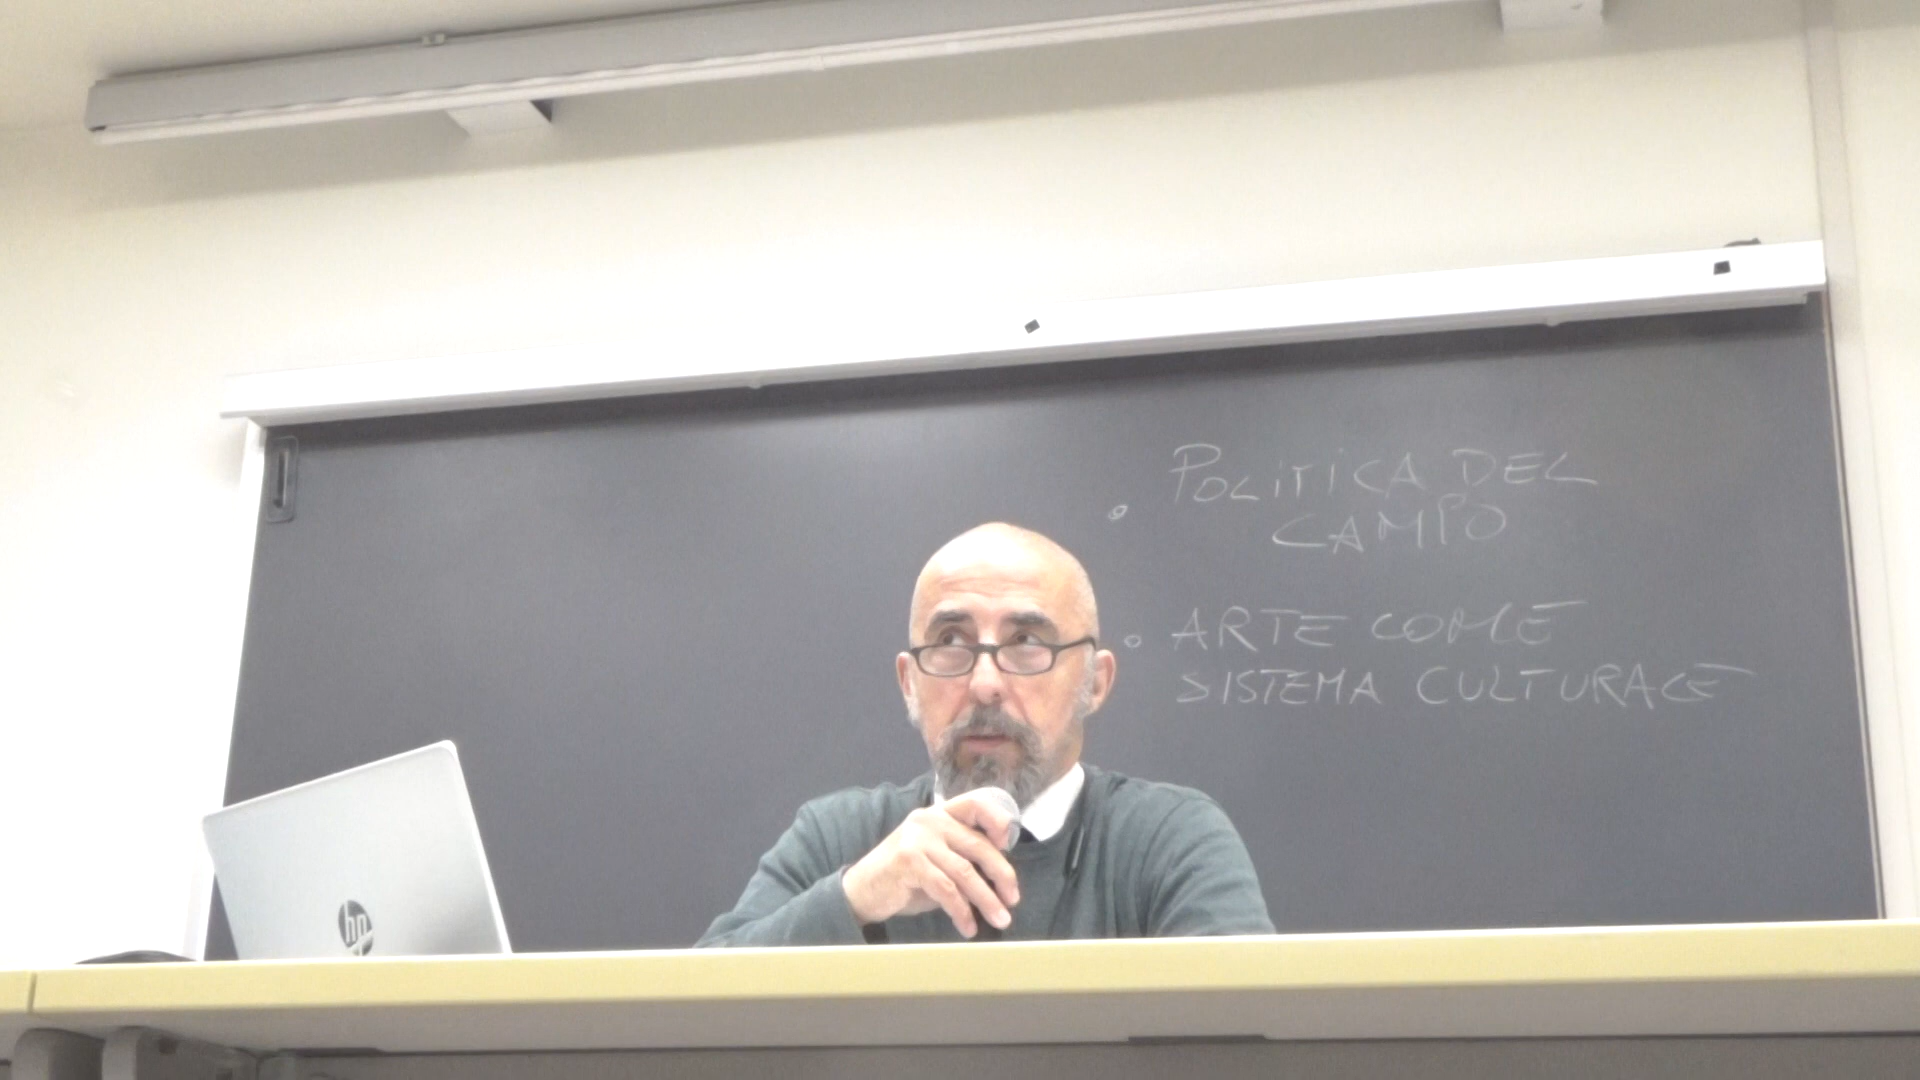 POLITICA DEL
CAMPO
ARTE COME
SISTEMA CULTURALE
hp